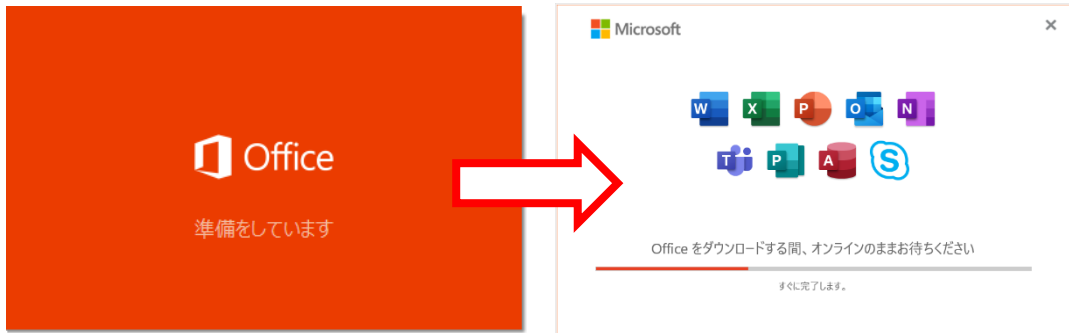 Office
準備をしています
Microsoft
W X P O N
T P A S
Office をダウンロードする間、オンラインのままお待ちください
すぐに完了します。